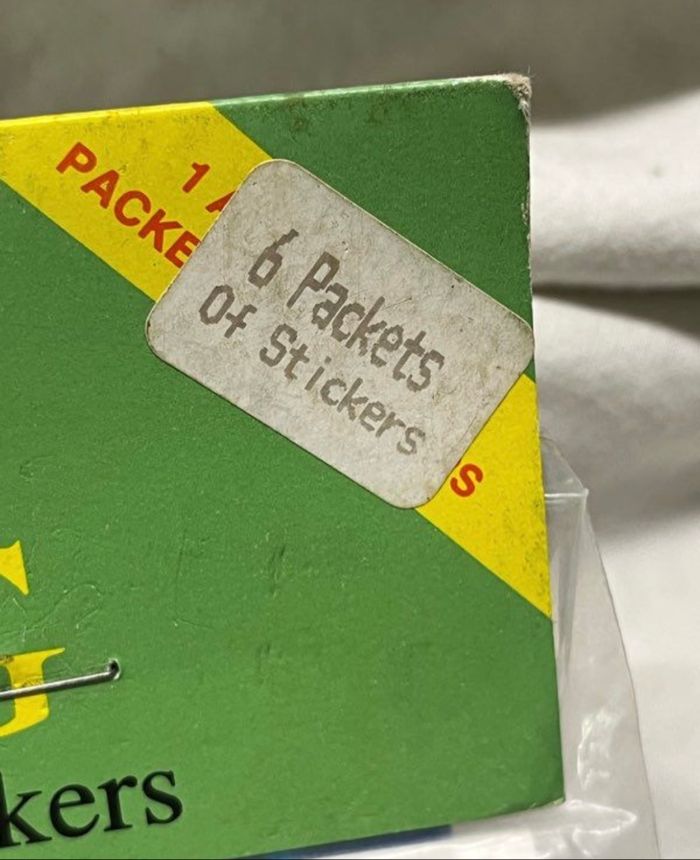 1
PACKE
6 Packets
Of Stickers
S
G
kers